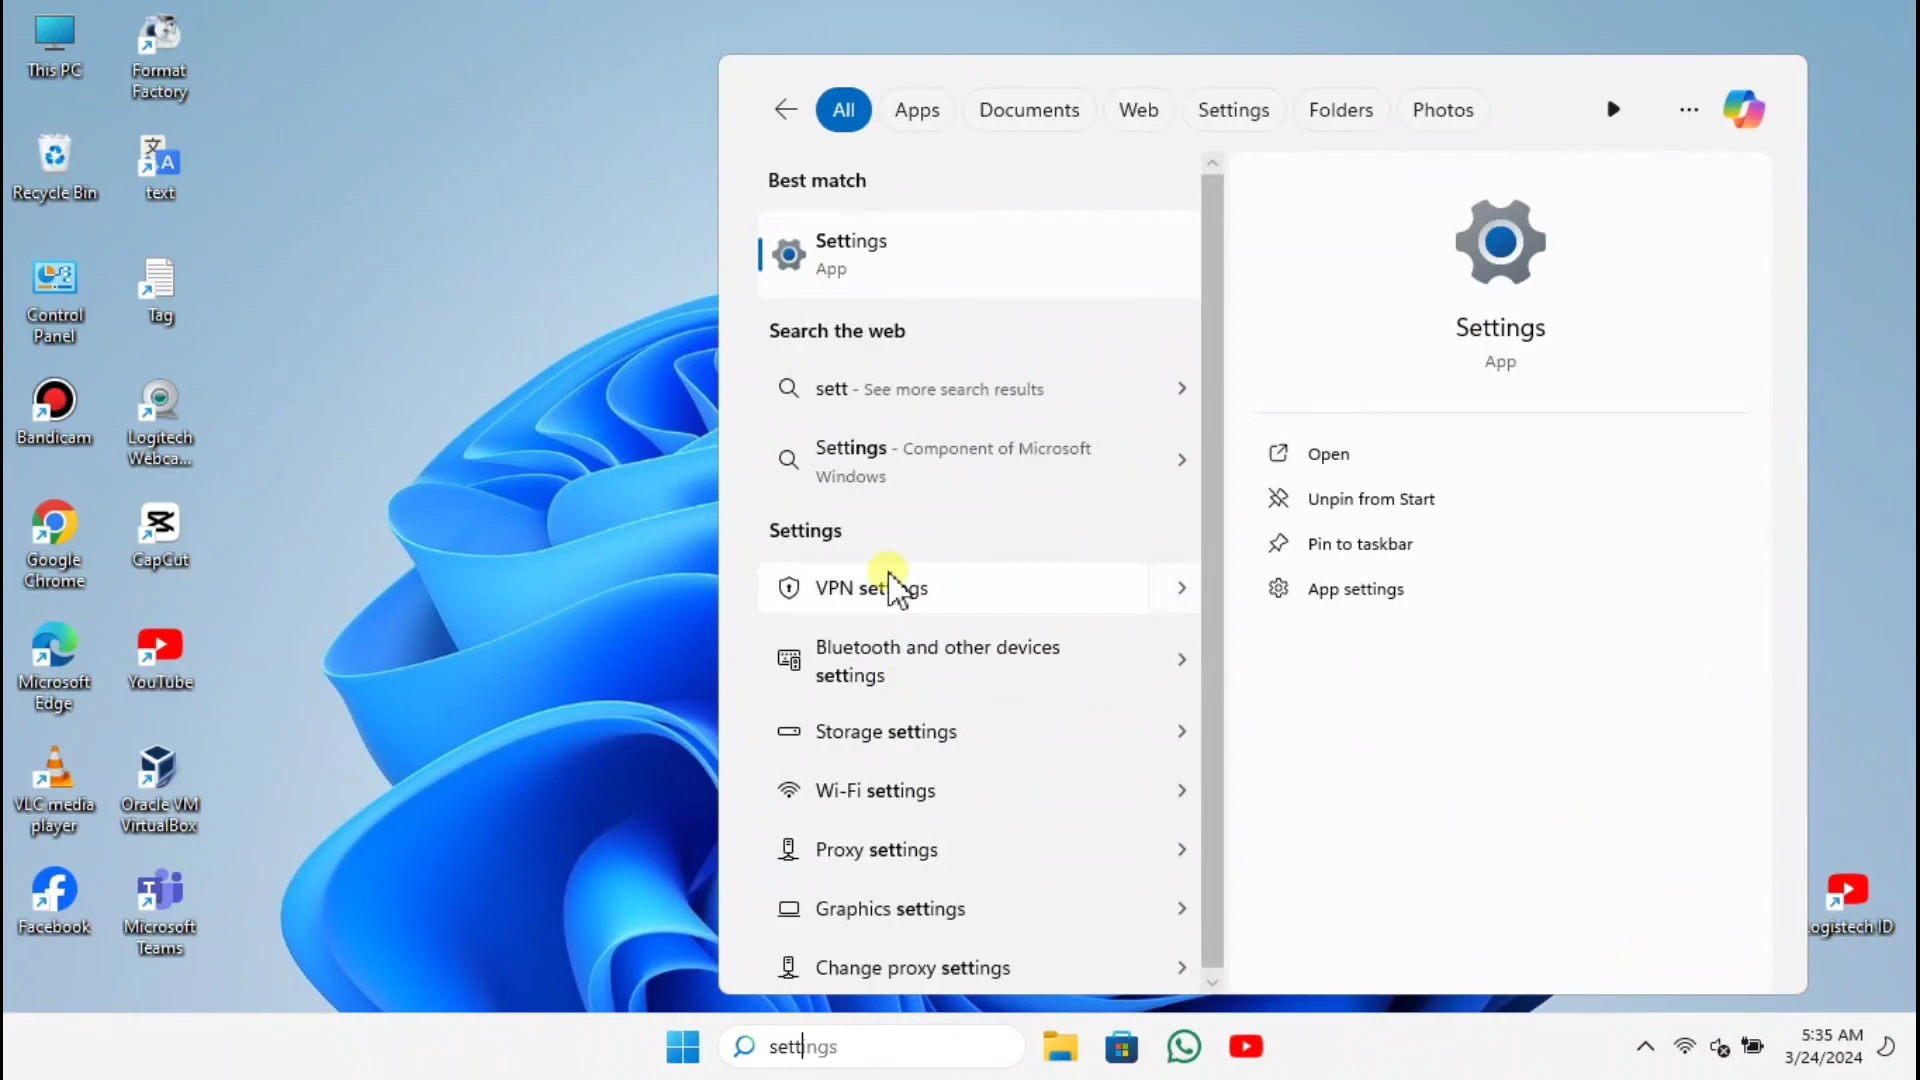 This PC
Format
Factory
Recycle Bin
text
Control
Panel
Tag
Bandicam
Logitech
Webca...
Google
Chrome
CapCut
Microsoft
Edge
YouTube
VLC media
player
Oracle VM
VirtualBox
Facebook
Microsoft
Teams
All
Apps
Documents
Web
Settings
Folders
Photos
Best match
Settings
App
Search the web
sett - See more search results
Settings - Component of Microsoft
Windows
Settings
VPN settings
Bluetooth and other devices
settings
Storage settings
Wi-Fi settings
Proxy settings
Graphics settings
Change proxy settings
Settings
App
Open
Unpin from Start
Pin to taskbar
App settings
ogistech ID
settings
5:35 AM
3/24/2024